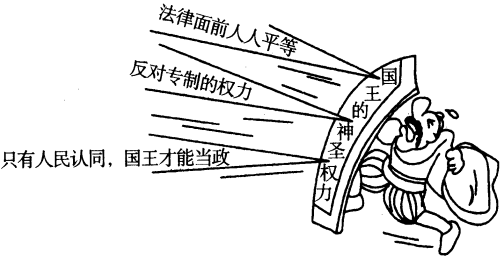 法律面前人人平等
反对专制的权力
只有人民认同，国王才能当政
国王的神圣权力